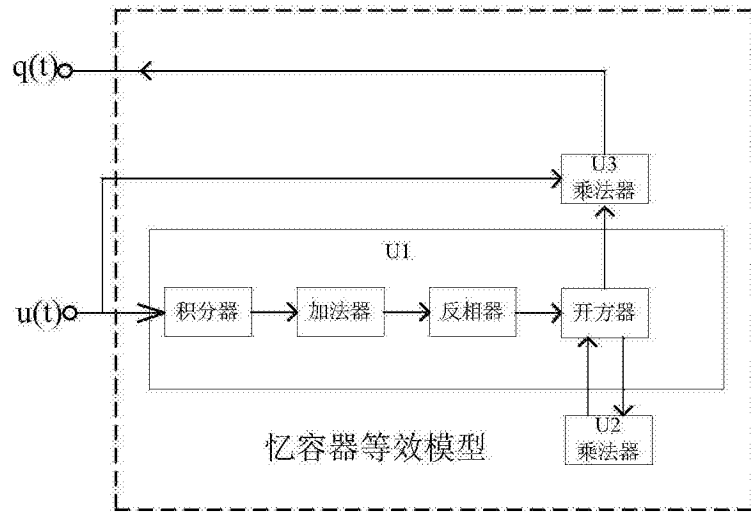 q(t)
U3
乘法器
U1
u(t)
积分器
加法器
反相器
开方器
U2
乘法器
忆容器等效模型